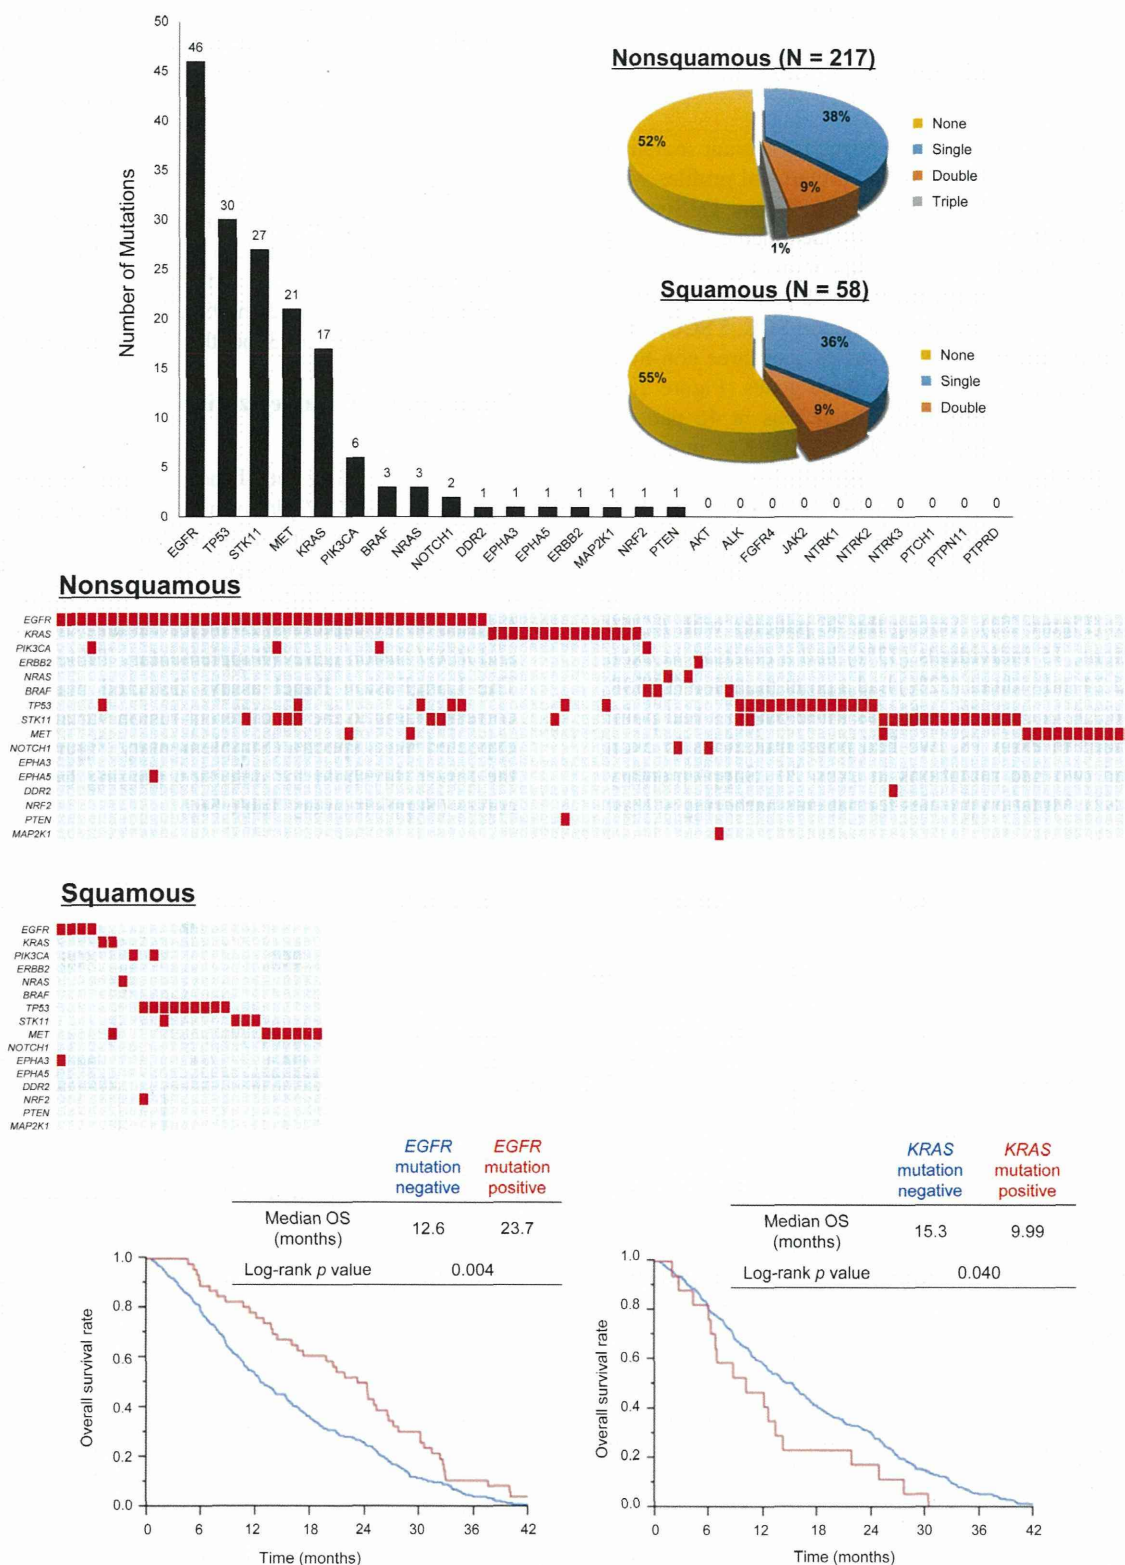 50
45
40
35
30
25
20
15
10
5
0
Number of Mutations
46
30
27
21
17
6
3
3
2
1
1
1
1
1
1
1
0
0
0
0
0
0
0
0
0
0
EGFR
TP53
STK11
MET
KRAS
PIK3CA
BRAF
NRAS
NOTCH1
DDR2
EPHA3
EPHA5
ERBB2
MAP2K1
NRF2
PTEN
AKT
ALK
FGFR4
JAK2
NTRK1
NTRK2
NTRK3
PTCH1
PTPN11
PTPRD
Nonsquamous (N = 217)
52%
38%
9%
1%
None
Single
Double
Triple
Squamous (N = 58)
55%
36%
9%
None
Single
Double
Nonsquamous
EGFR
KRAS
PIK3CA
ERBB2
NRAS
BRAF
TP53
STK11
MET
NOTCH1
EPHA3
EPHA5
DDR2
NRF2
PTEN
MAP2K1
Squamous
EGFR
KRAS
PIK3CA
ERBB2
NRAS
BRAF
TP53
STK11
MET
NOTCH1
EPHA3
EPHA5
DDR2
NRF2
PTEN
MAP2K1
EGFR mutation negative
EGFR mutation positive
Median OS (months) 12.6 23.7
Log-rank p value 0.004
Overall survival rate
1.0
0.8
0.6
0.4
0.2
0.0
0 6 12 18 24 30 36 42
Time (months)
KRAS mutation negative
KRAS mutation positive
Median OS (months) 15.3 9.99
Log-rank p value 0.040
Overall survival rate
1.0
0.8
0.6
0.4
0.2
0.0
0 6 12 18 24 30 36 42
Time (months)